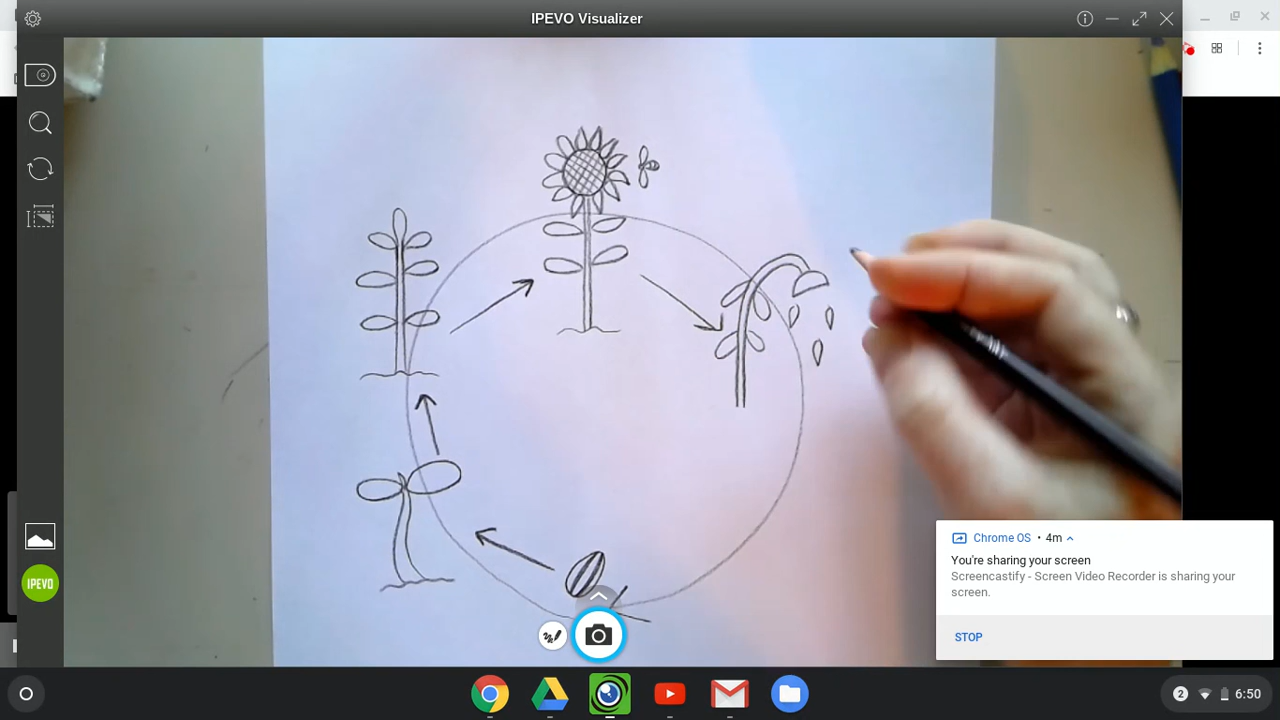 IPEVO Visualizer
IPEVO
Chrome OS • 4m
You're sharing your screen
Screencastify - Screen Video Recorder is sharing your
screen.
STOP
2
6:50